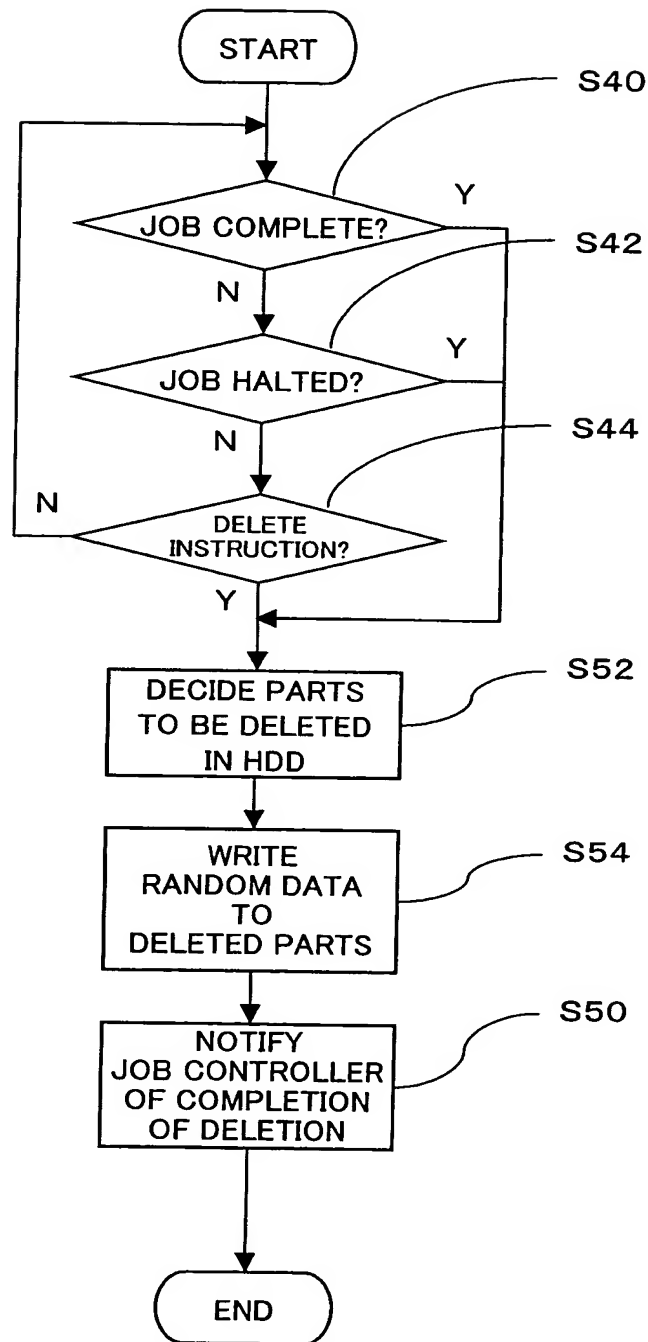 START
S40
JOB COMPLETE?
Y
S42
N
JOB HALTED?
Y
S44
N
N
DELETE
INSTRUCTION?
Y
DECIDE PARTS
TO BE DELETED
IN HDD
S52
WRITE
RANDOM DATA
TO
DELETED PARTS
S54
NOTIFY
JOB CONTROLLER
OF COMPLETION
OF DELETION
S50
END